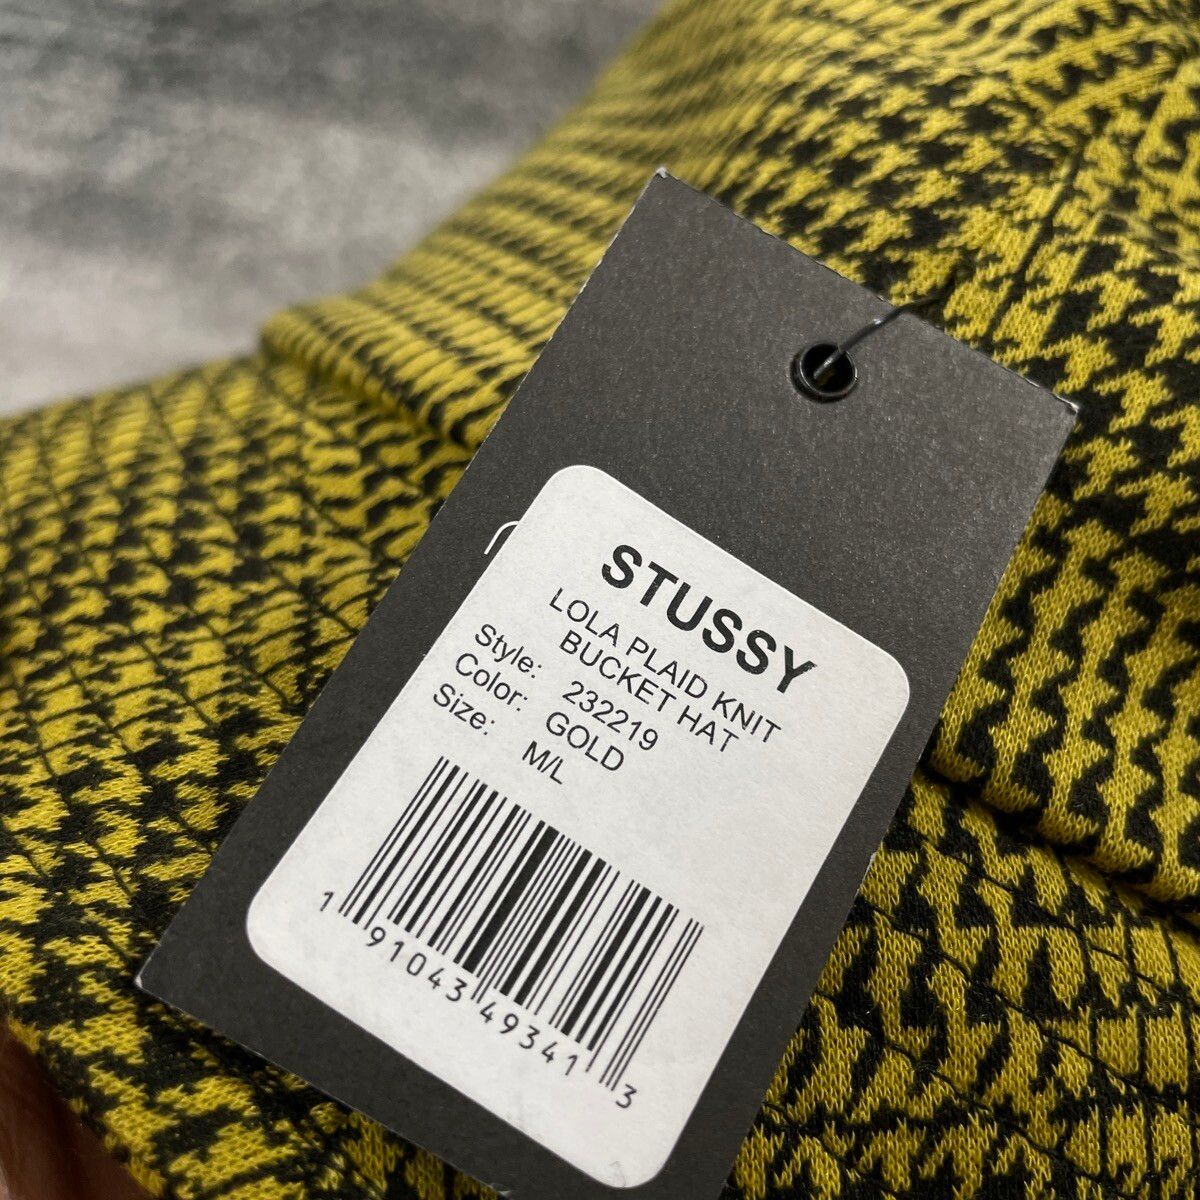 STUSSY
LOLA PLAID KNIT
BUCKET HAT
Style: 232219
Color: GOLD
Size: M/L
1 91043 49341 3